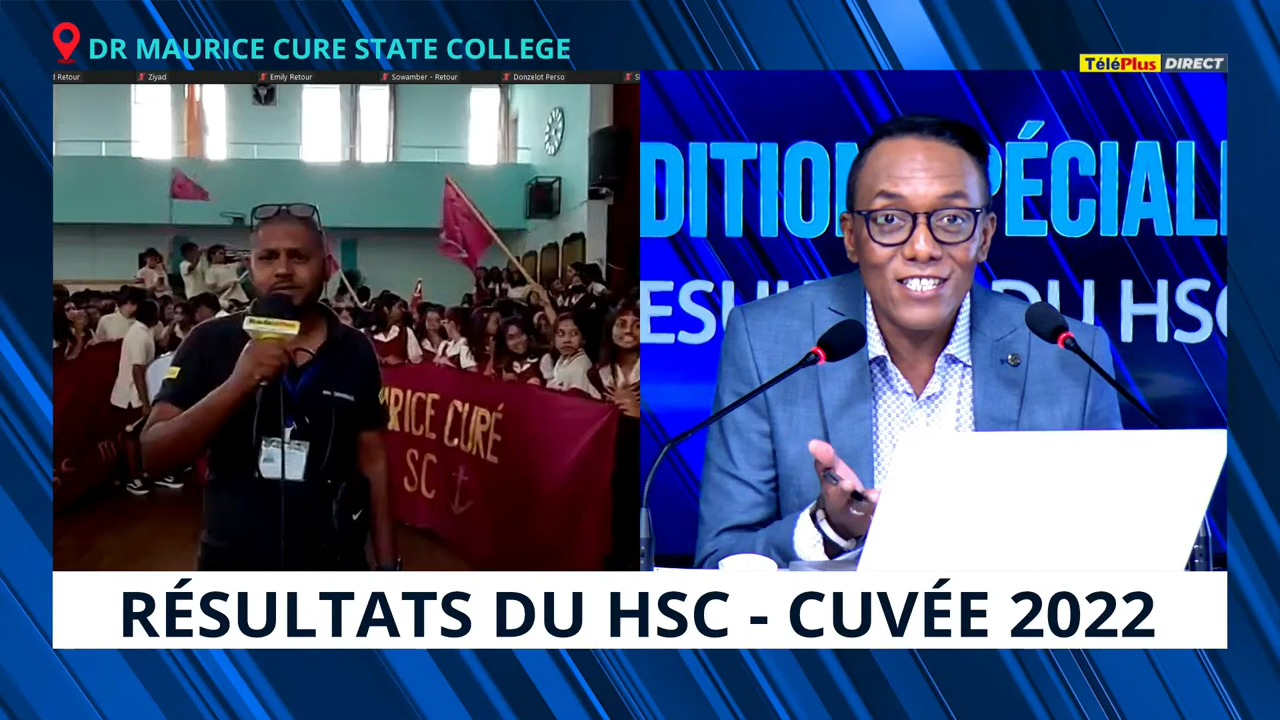 DR MAURICE CURE STATE COLLEGE
TéléPlus DIRECT
d Retour Ziyad Emily Retour Sowamber - Retour Donzelot Perso
DITION SPÉCIAL
DU HSC
RICE CURÉ
SC
RÉSULTATS DU HSC - CUVÉE 2022